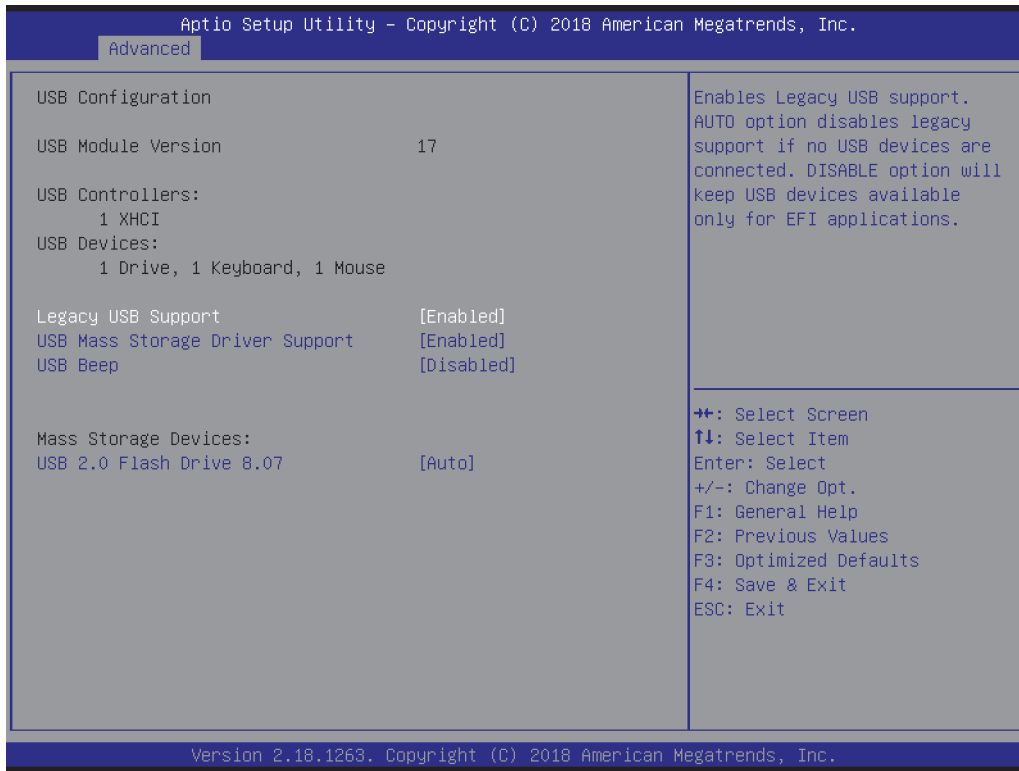 Aptio Setup Utility – Copyright (C) 2018 American Megatrends, Inc.
Advanced
USB Configuration
USB Module Version 17
USB Controllers:
1 XHCI
USB Devices:
1 Drive, 1 Keyboard, 1 Mouse
Legacy USB Support [Enabled]
USB Mass Storage Driver Support [Enabled]
USB Beep [Disabled]
Mass Storage Devices:
USB 2.0 Flash Drive 8.07 [Auto]
Enables Legacy USB support.
AUTO option disables legacy
support if no USB devices are
connected. DISABLE option will
keep USB devices available
only for EFI applications.
→←: Select Screen
↑↓: Select Item
Enter: Select
+/-: Change Opt.
F1: General Help
F2: Previous Values
F3: Optimized Defaults
F4: Save & Exit
ESC: Exit
Version 2.18.1263. Copyright (C) 2018 American Megatrends, Inc.